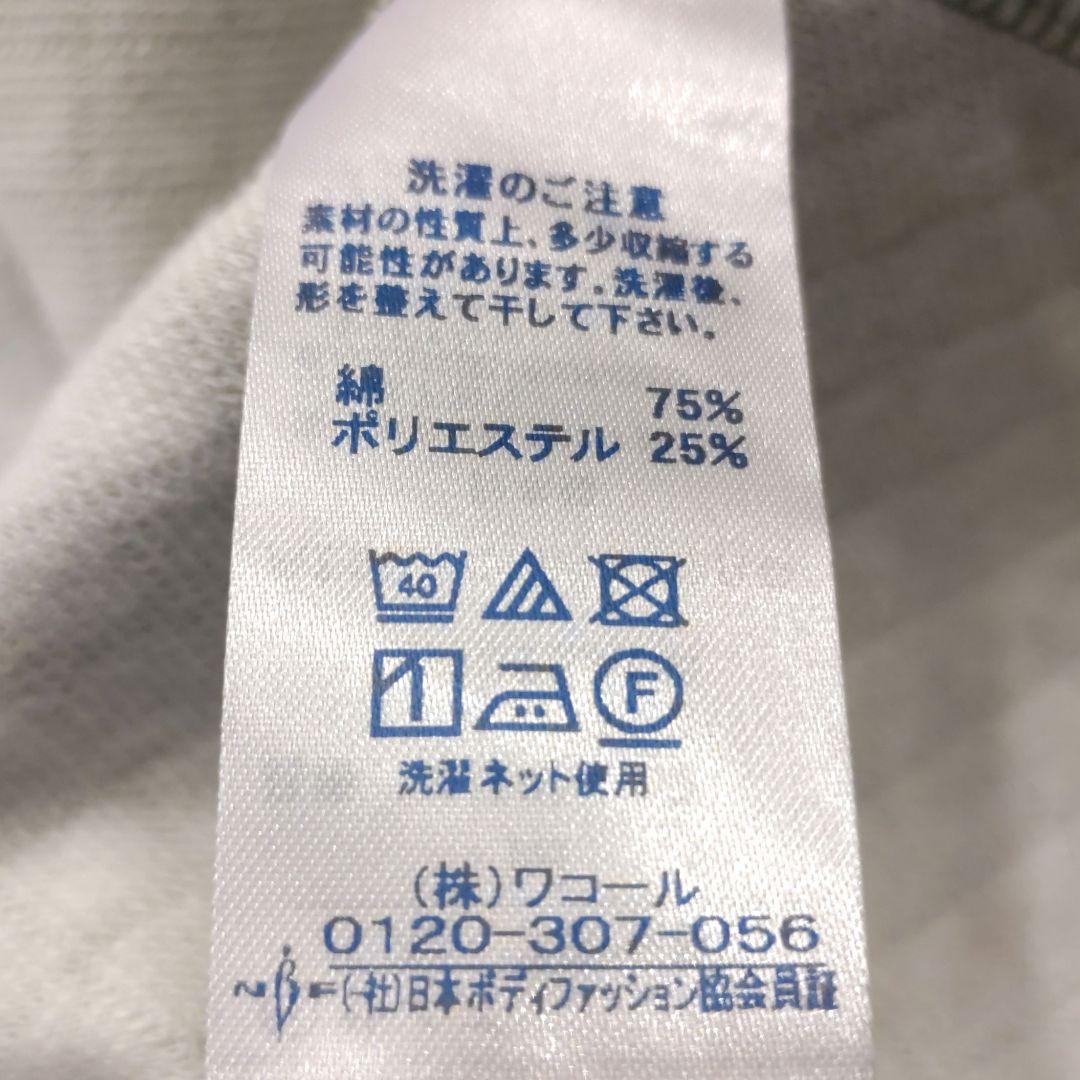 洗濯のご注意
素材の性質上、多少収縮する
可能性があります。洗濯後、
形を整えて干して下さい。
綿 75%
ポリエステル 25%
40
F
洗濯ネット使用
(株)ワコール
0120-307-056
(一社)日本ボディファッション協会員証